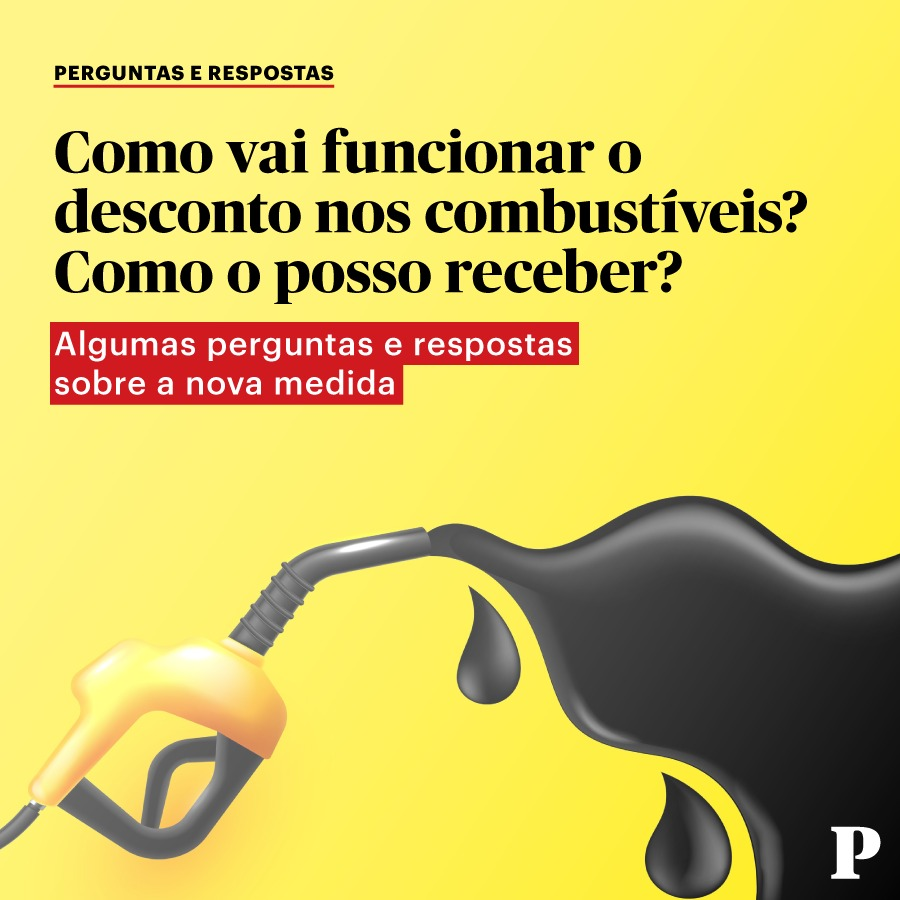 PERGUNTAS E RESPOSTAS
Como vai funcionar o
desconto nos combustíveis?
Como o posso receber?
Algumas perguntas e respostas
sobre a nova medida
P